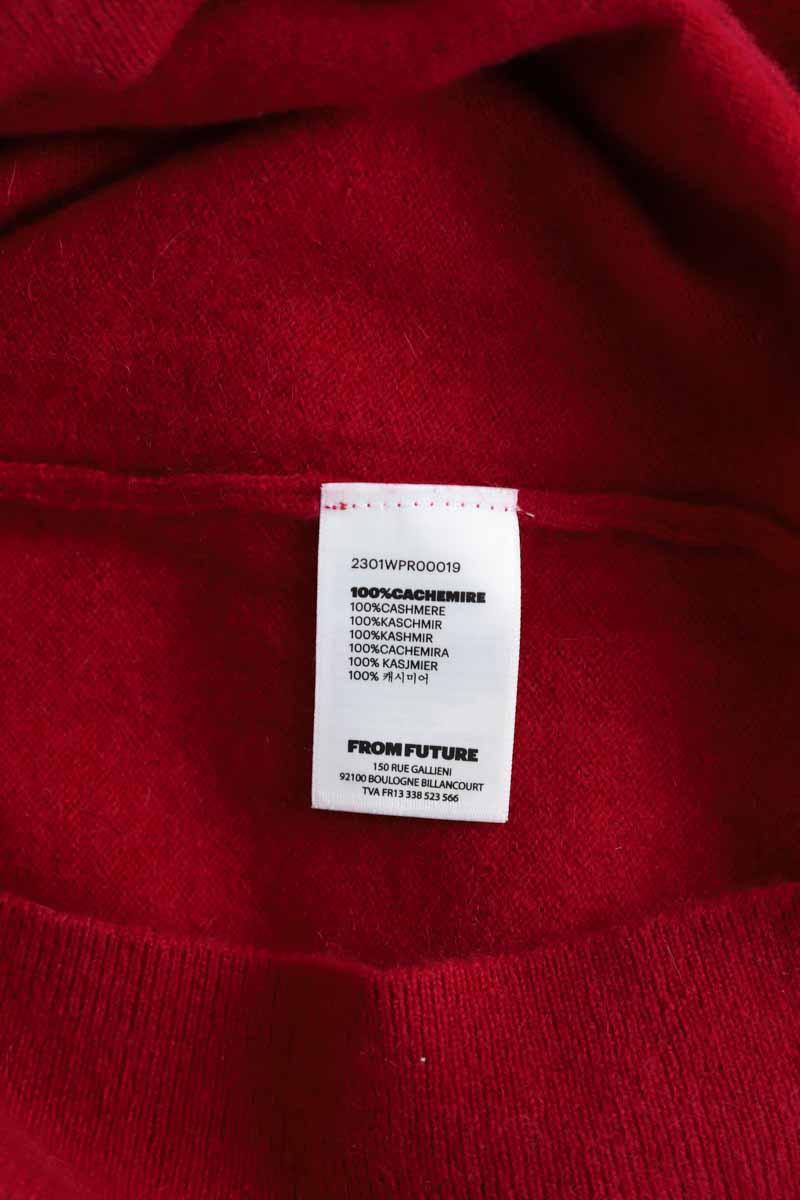 2301WPR00019
100%CACHEMIRE
100%CASHMERE
100%KASCHMIR
100%KASHMIR
100%CACHEMIRA
100% KASJMIER
100% 캐시미어
FROM FUTURE
150 RUE GALLIENI
92100 BOULOGNE BILLANCOURT
TVA FR13 338 523 566